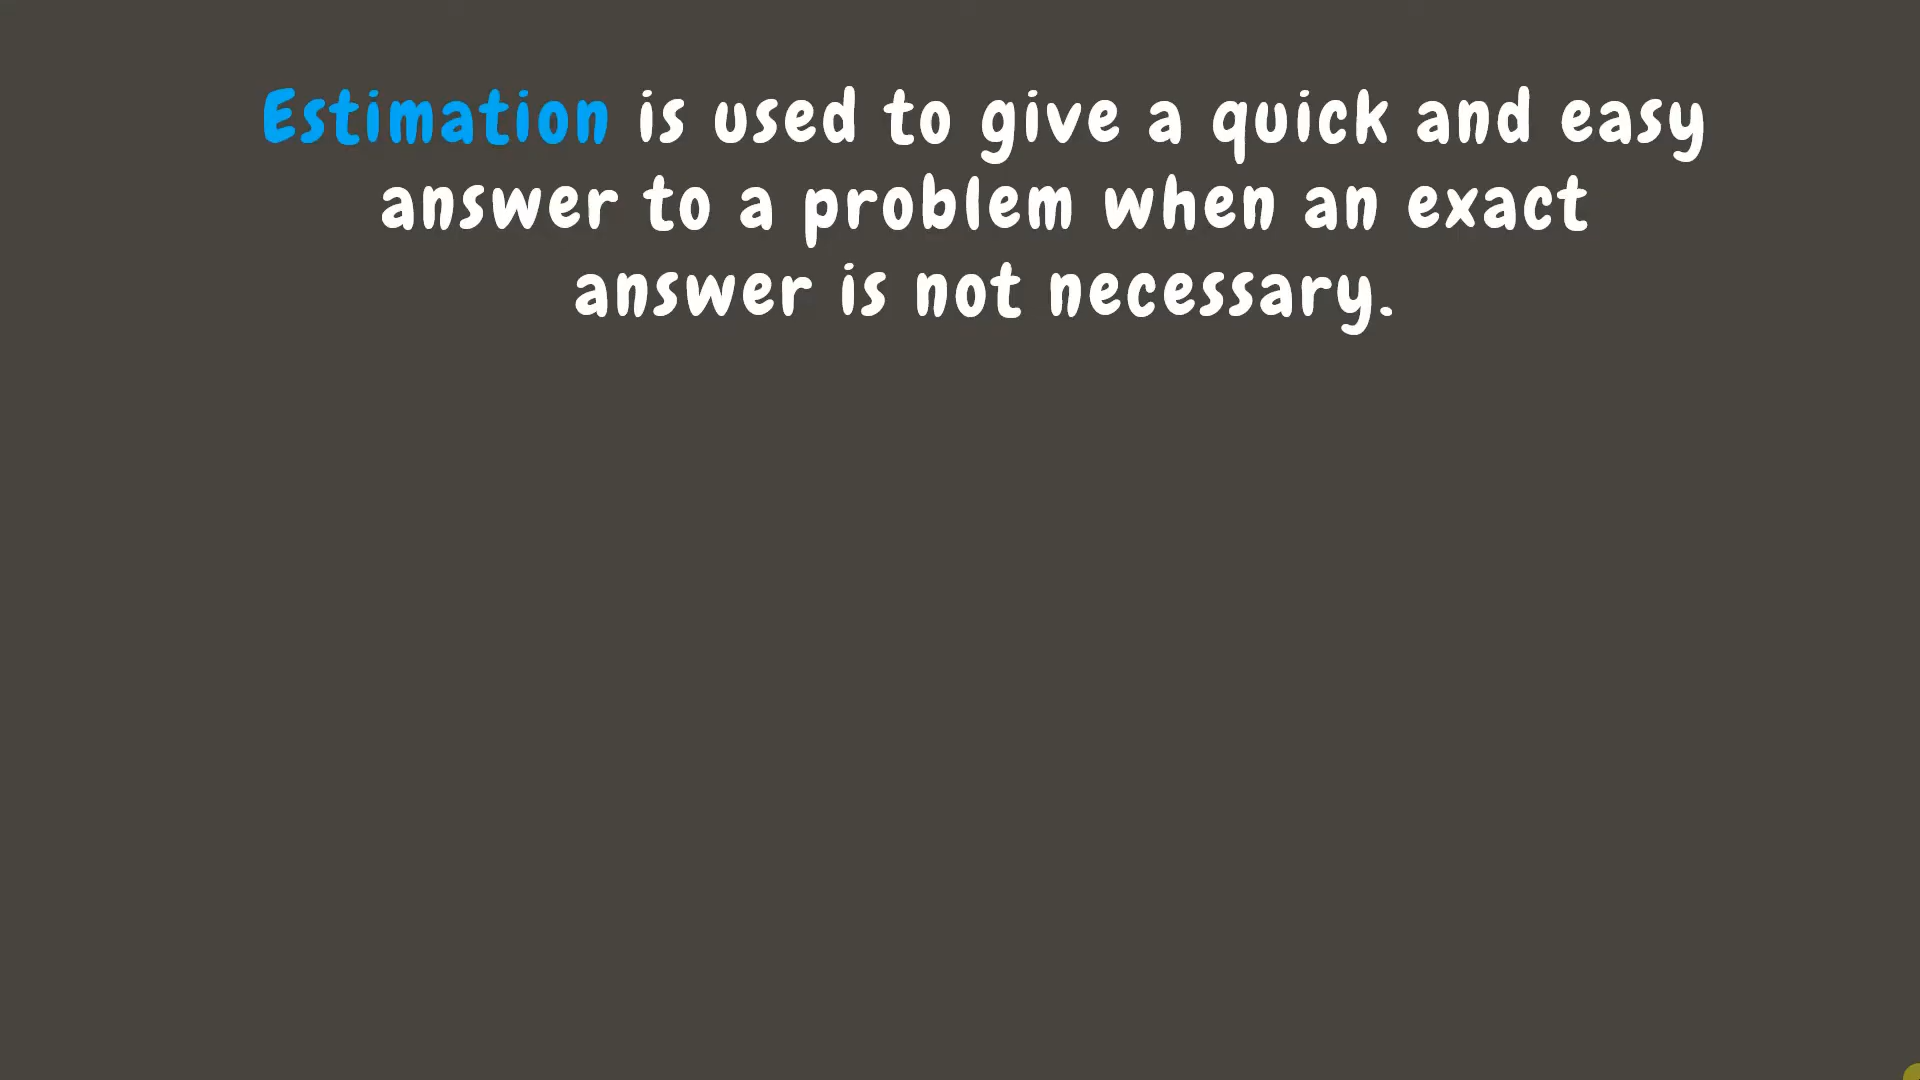 Estimation is used to give a quick and easy
answer to a problem when an exact
answer is not necessary.